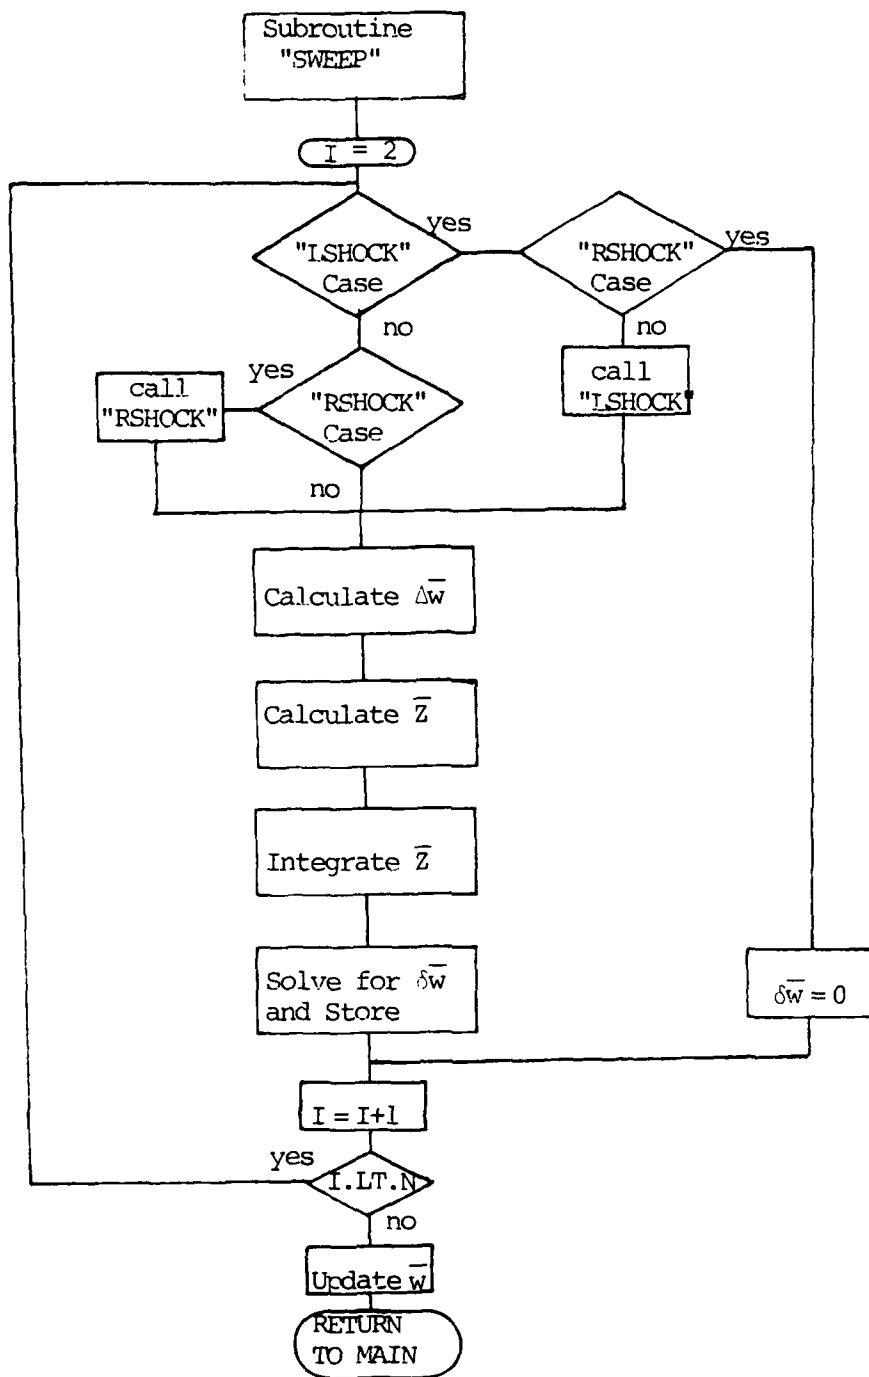 Subroutine
"SWEEP"
I = 2
"LSHOCK"
Case
yes
"RSHOCK"
Case
yes
no
no
call
"RSHOCK"
yes
"RSHOCK"
Case
call
"LSHOCK"
no
Calculate Δw̅
Calculate Z̅
Integrate Z̅
Solve for δw̅
and Store
δw̅ = 0
I = I+1
yes
I.LT.N
no
Update w̅
RETURN
TO MAIN